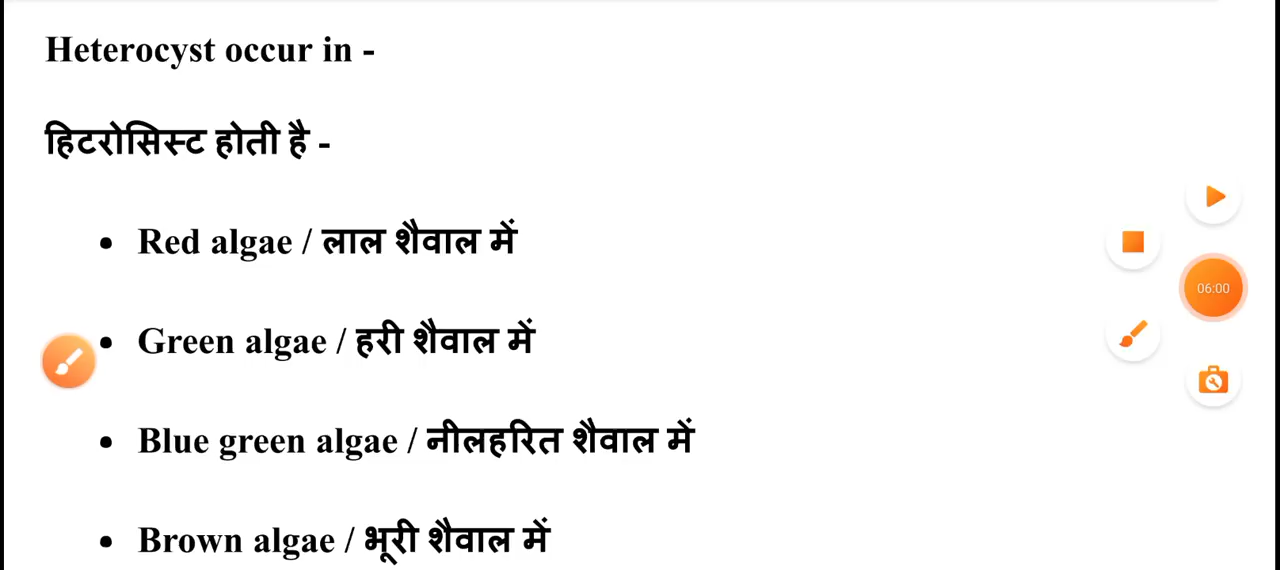 Heterocyst occur in -
हिटरोसिस्ट होती है -
• Red algae / लाल शैवाल में
• Green algae / हरी शैवाल में
• Blue green algae / नीलहरित शैवाल में
• Brown algae / भूरी शैवाल में
06:00